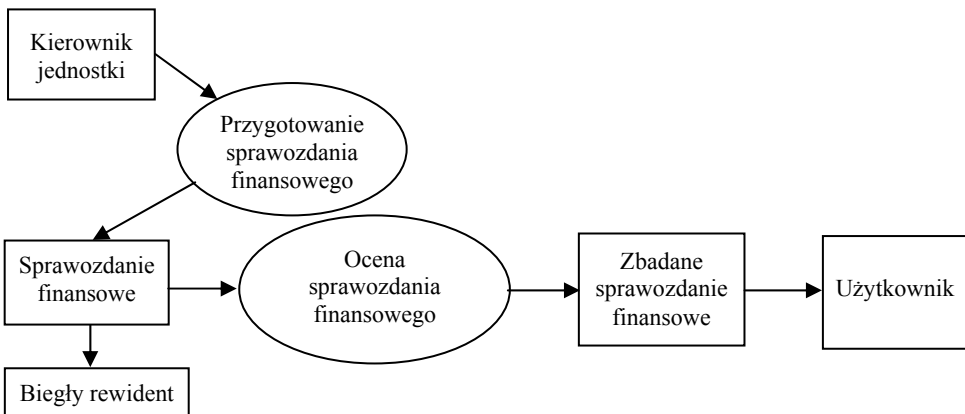 Kierownik
jednostki
Przygotowanie
sprawozdania
finansowego
Sprawozdanie
finansowe
Ocena
sprawozdania
finansowego
Zbadane
sprawozdanie
finansowe
Użytkownik
Biegły rewident